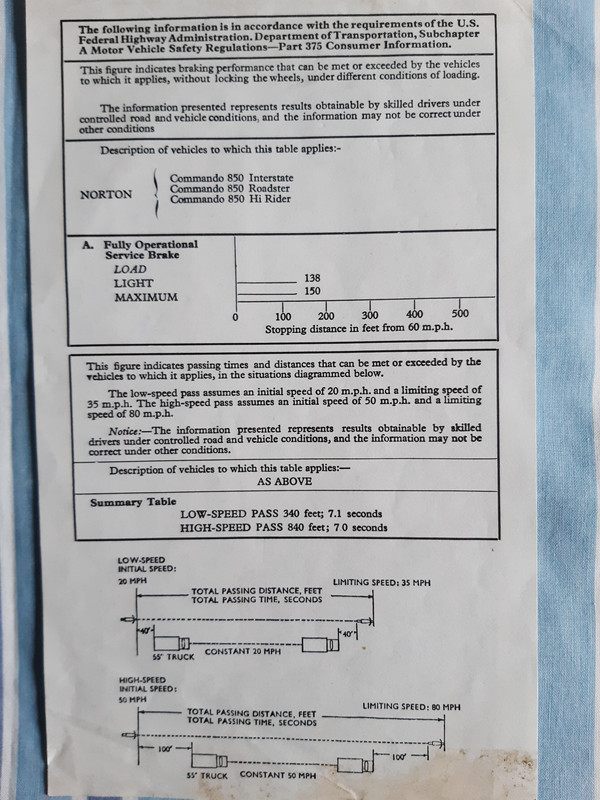 The following information is in accordance with the requirements of the U.S.
Federal Highway Administration. Department of Transportation, Subchapter
A Motor Vehicle Safety Regulations—Part 375 Consumer Information.
This figure indicates braking performance that can be met or exceeded by the vehicles
to which it applies, without locking the wheels, under different conditions of loading.
The information presented represents results obtainable by skilled drivers under
controlled road and vehicle conditions, and the information may not be correct under
other conditions
Description of vehicles to which this table applies:-
Commando 850 Interstate
NORTON Commando 850 Roadster
Commando 850 Hi Rider
A. Fully Operational
Service Brake
LOAD
LIGHT 138
MAXIMUM 150
0 100 200 300 400 500
Stopping distance in feet from 60 m.p.h.
This figure indicates passing times and distances that can be met or exceeded by the
vehicles to which it applies, in the situations diagrammed below.
The low-speed pass assumes an initial speed of 20 m.p.h. and a limiting speed of
35 m.p.h. The high-speed pass assumes an initial speed of 50 m.p.h. and a limiting
speed of 80 m.p.h.
Notice:—The information presented represents results obtainable by skilled
drivers under controlled road and vehicle conditions, and the information may not be
correct under other conditions.
Description of vehicles to which this table applies:—
AS ABOVE
Summary Table
LOW-SPEED PASS 340 feet; 7.1 seconds
HIGH-SPEED PASS 840 feet; 7 0 seconds
LOW-SPEED
INITIAL SPEED:
20 MPH LIMITING SPEED: 35 MPH
TOTAL PASSING DISTANCE, FEET
TOTAL PASSING TIME, SECONDS
40' 40'
55' TRUCK CONSTANT 20 MPH
HIGH-SPEED
INITIAL SPEED:
50 MPH LIMITING SPEED: 80 MPH
TOTAL PASSING DISTANCE, FEET
TOTAL PASSING TIME, SECONDS
100' 100'
55' TRUCK CONSTANT 50 MPH